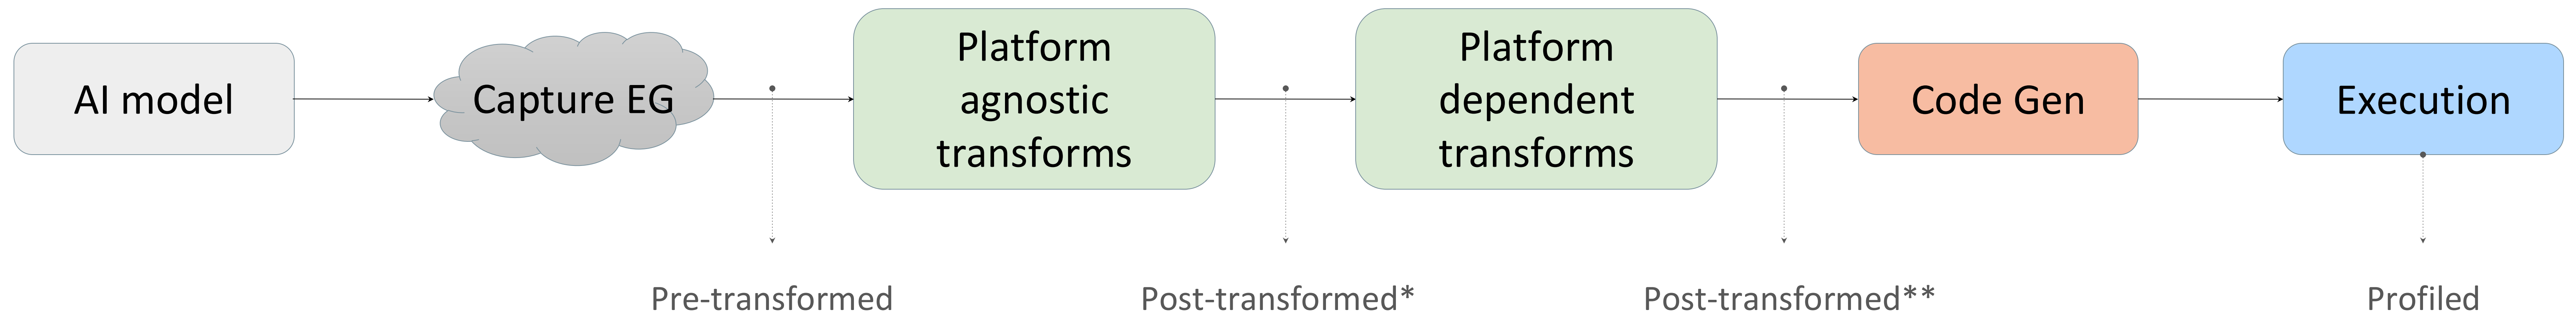 AI model
Capture EG
Platform
agnostic
transforms
Platform
dependent
transforms
Code Gen
Execution
Pre-transformed
Post-transformed*
Post-transformed**
Profiled